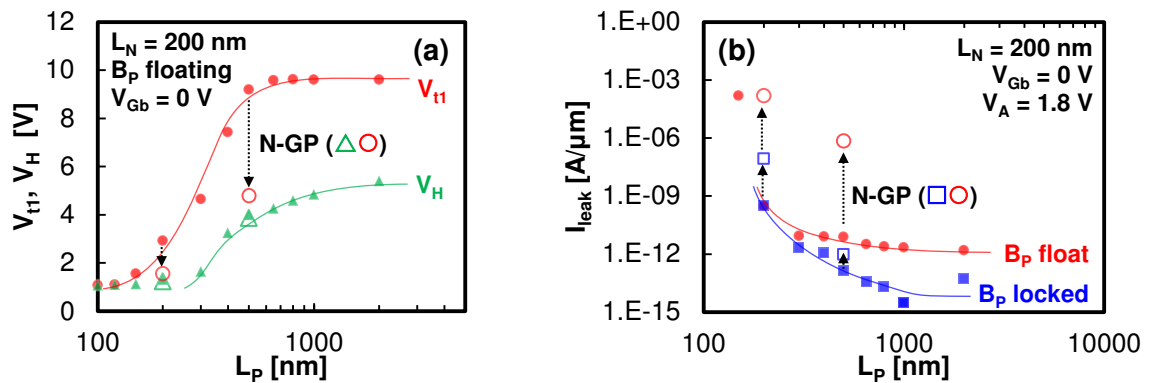 (a)
L_N = 200 nm
B_P floating
V_Gb = 0 V
V_t1
N-GP (△○)
V_H
V_t1, V_H [V]
12
10
8
6
4
2
0
100
1000
L_P [nm]
(b)
L_N = 200 nm
V_Gb = 0 V
V_A = 1.8 V
N-GP (□○)
B_P float
B_P locked
I_leak [A/µm]
1.E+00
1.E-03
1.E-06
1.E-09
1.E-12
1.E-15
100
1000
10000
L_P [nm]